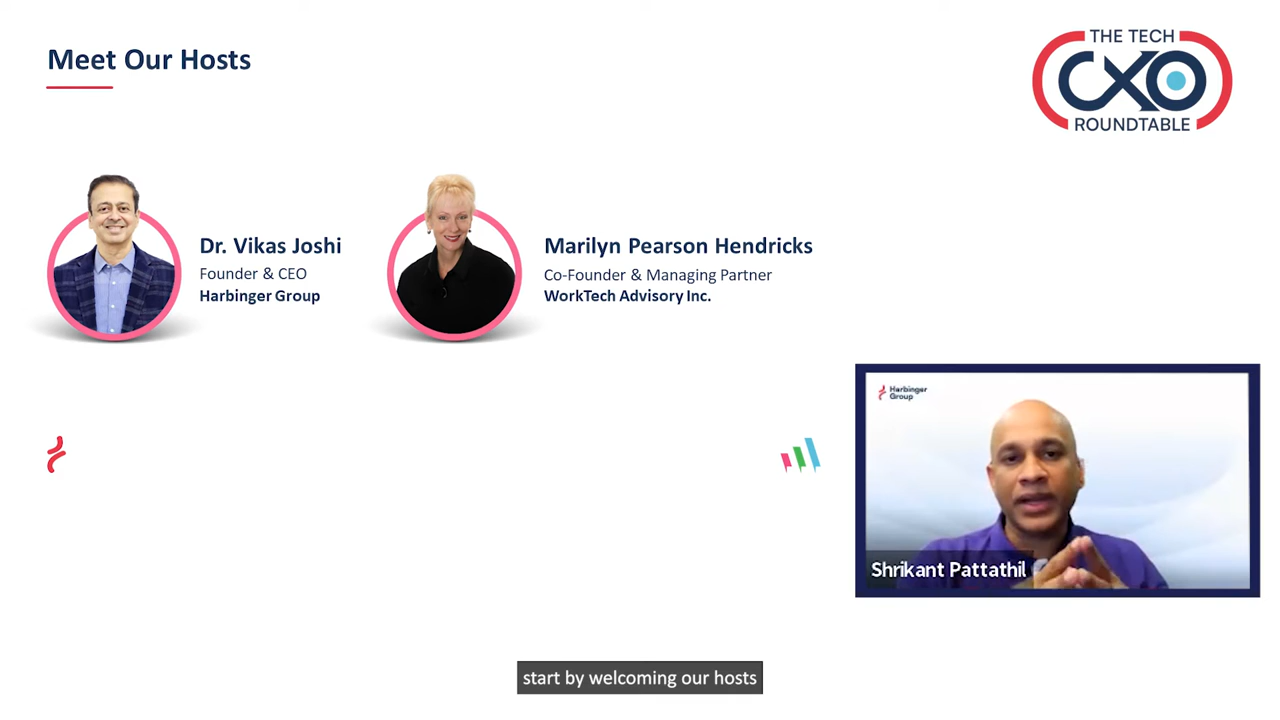 Meet Our Hosts
THE TECH
CXO
ROUNDTABLE
Dr. Vikas Joshi
Founder & CEO
Harbinger Group
Marilyn Pearson Hendricks
Co-Founder & Managing Partner
WorkTech Advisory Inc.
Harbinger
Group
Shrikant Pattathil
start by welcoming our hosts